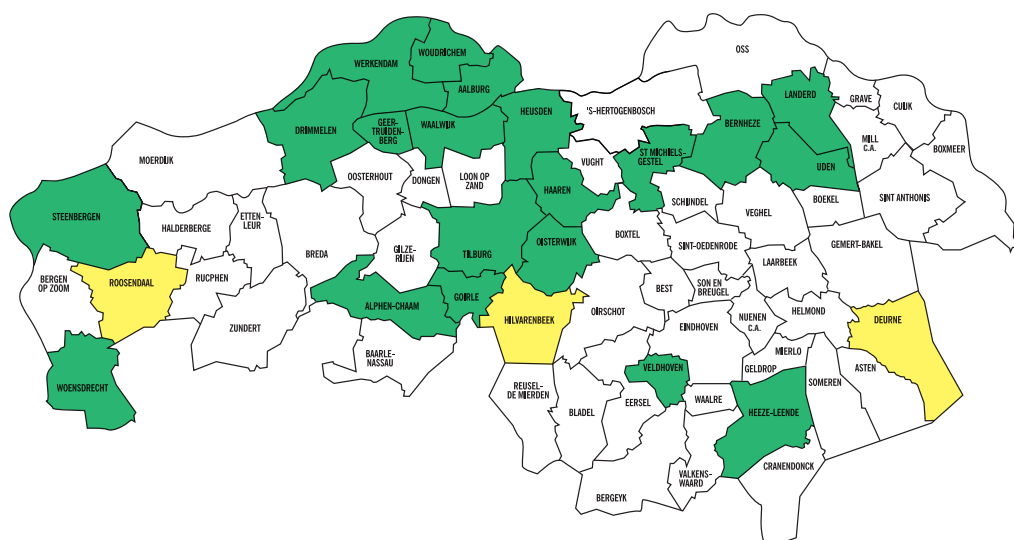 OSS
WOUDRICHEM
WERKENDAM
AALBURG
LANDERD
GRAVE
CUIJK
HEUSDEN
'S-HERTOGENBOSCH
DRIMMELEN
GEER-
TRUIDEN-
BERG
WAALWIJK
BERNHEZE
MILL
C.A.
BOXMEER
MOERDIJK
ST MICHIELS-
GESTEL
VUGHT
UDEN
OOSTERHOUT
DONGEN
LOON OP
ZAND
HAAREN
SCHIJNDEL
BOEKEL
SINT ANTHONIS
STEENBERGEN
HALDERBERGE
ETTEN-
LEUR
VEGHEL
BREDA
GILZE-
RIJEN
TILBURG
OISTERWIJK
BOXTEL
SINT-OEDENRODE
GEMERT-BAKEL
LAARBEEK
BERGEN
OP ZOOM
ROOSENDAAL
RUCPHEN
BEST
SON EN
BREUGEL
ALPHEN-CHAAM
GOIRLE
HILVARENBEEK
OIRSCHOT
HELMOND
DEURNE
ZUNDERT
EINDHOVEN
NUENEN
C.A.
BAARLE-
NASSAU
MIERLO
GELDROP
VELDHOVEN
ASTEN
WOENSDRECHT
REUSEL-
DE MIERDEN
SOMEREN
BLADEL
EERSEL
WAALRE
HEEZE-LEENDE
CRANENDONCK
VALKENS-
WAARD
BERGEYK